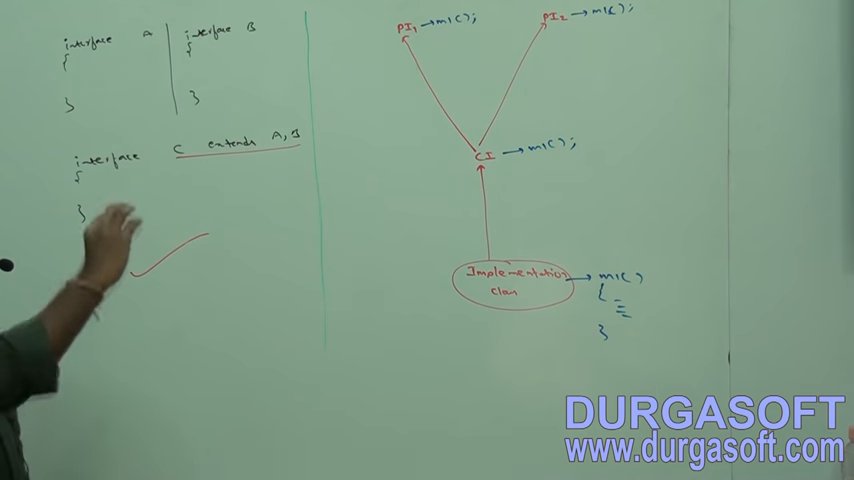 interface A
{
}
interface B
{
}
interface C extends A, B
{
}
PI1 → m1( );
PI2 → m1( );
CI → m1( );
Implementation
class
→ m1( )
{
}
DURGASOFT
www.durgasoft.com